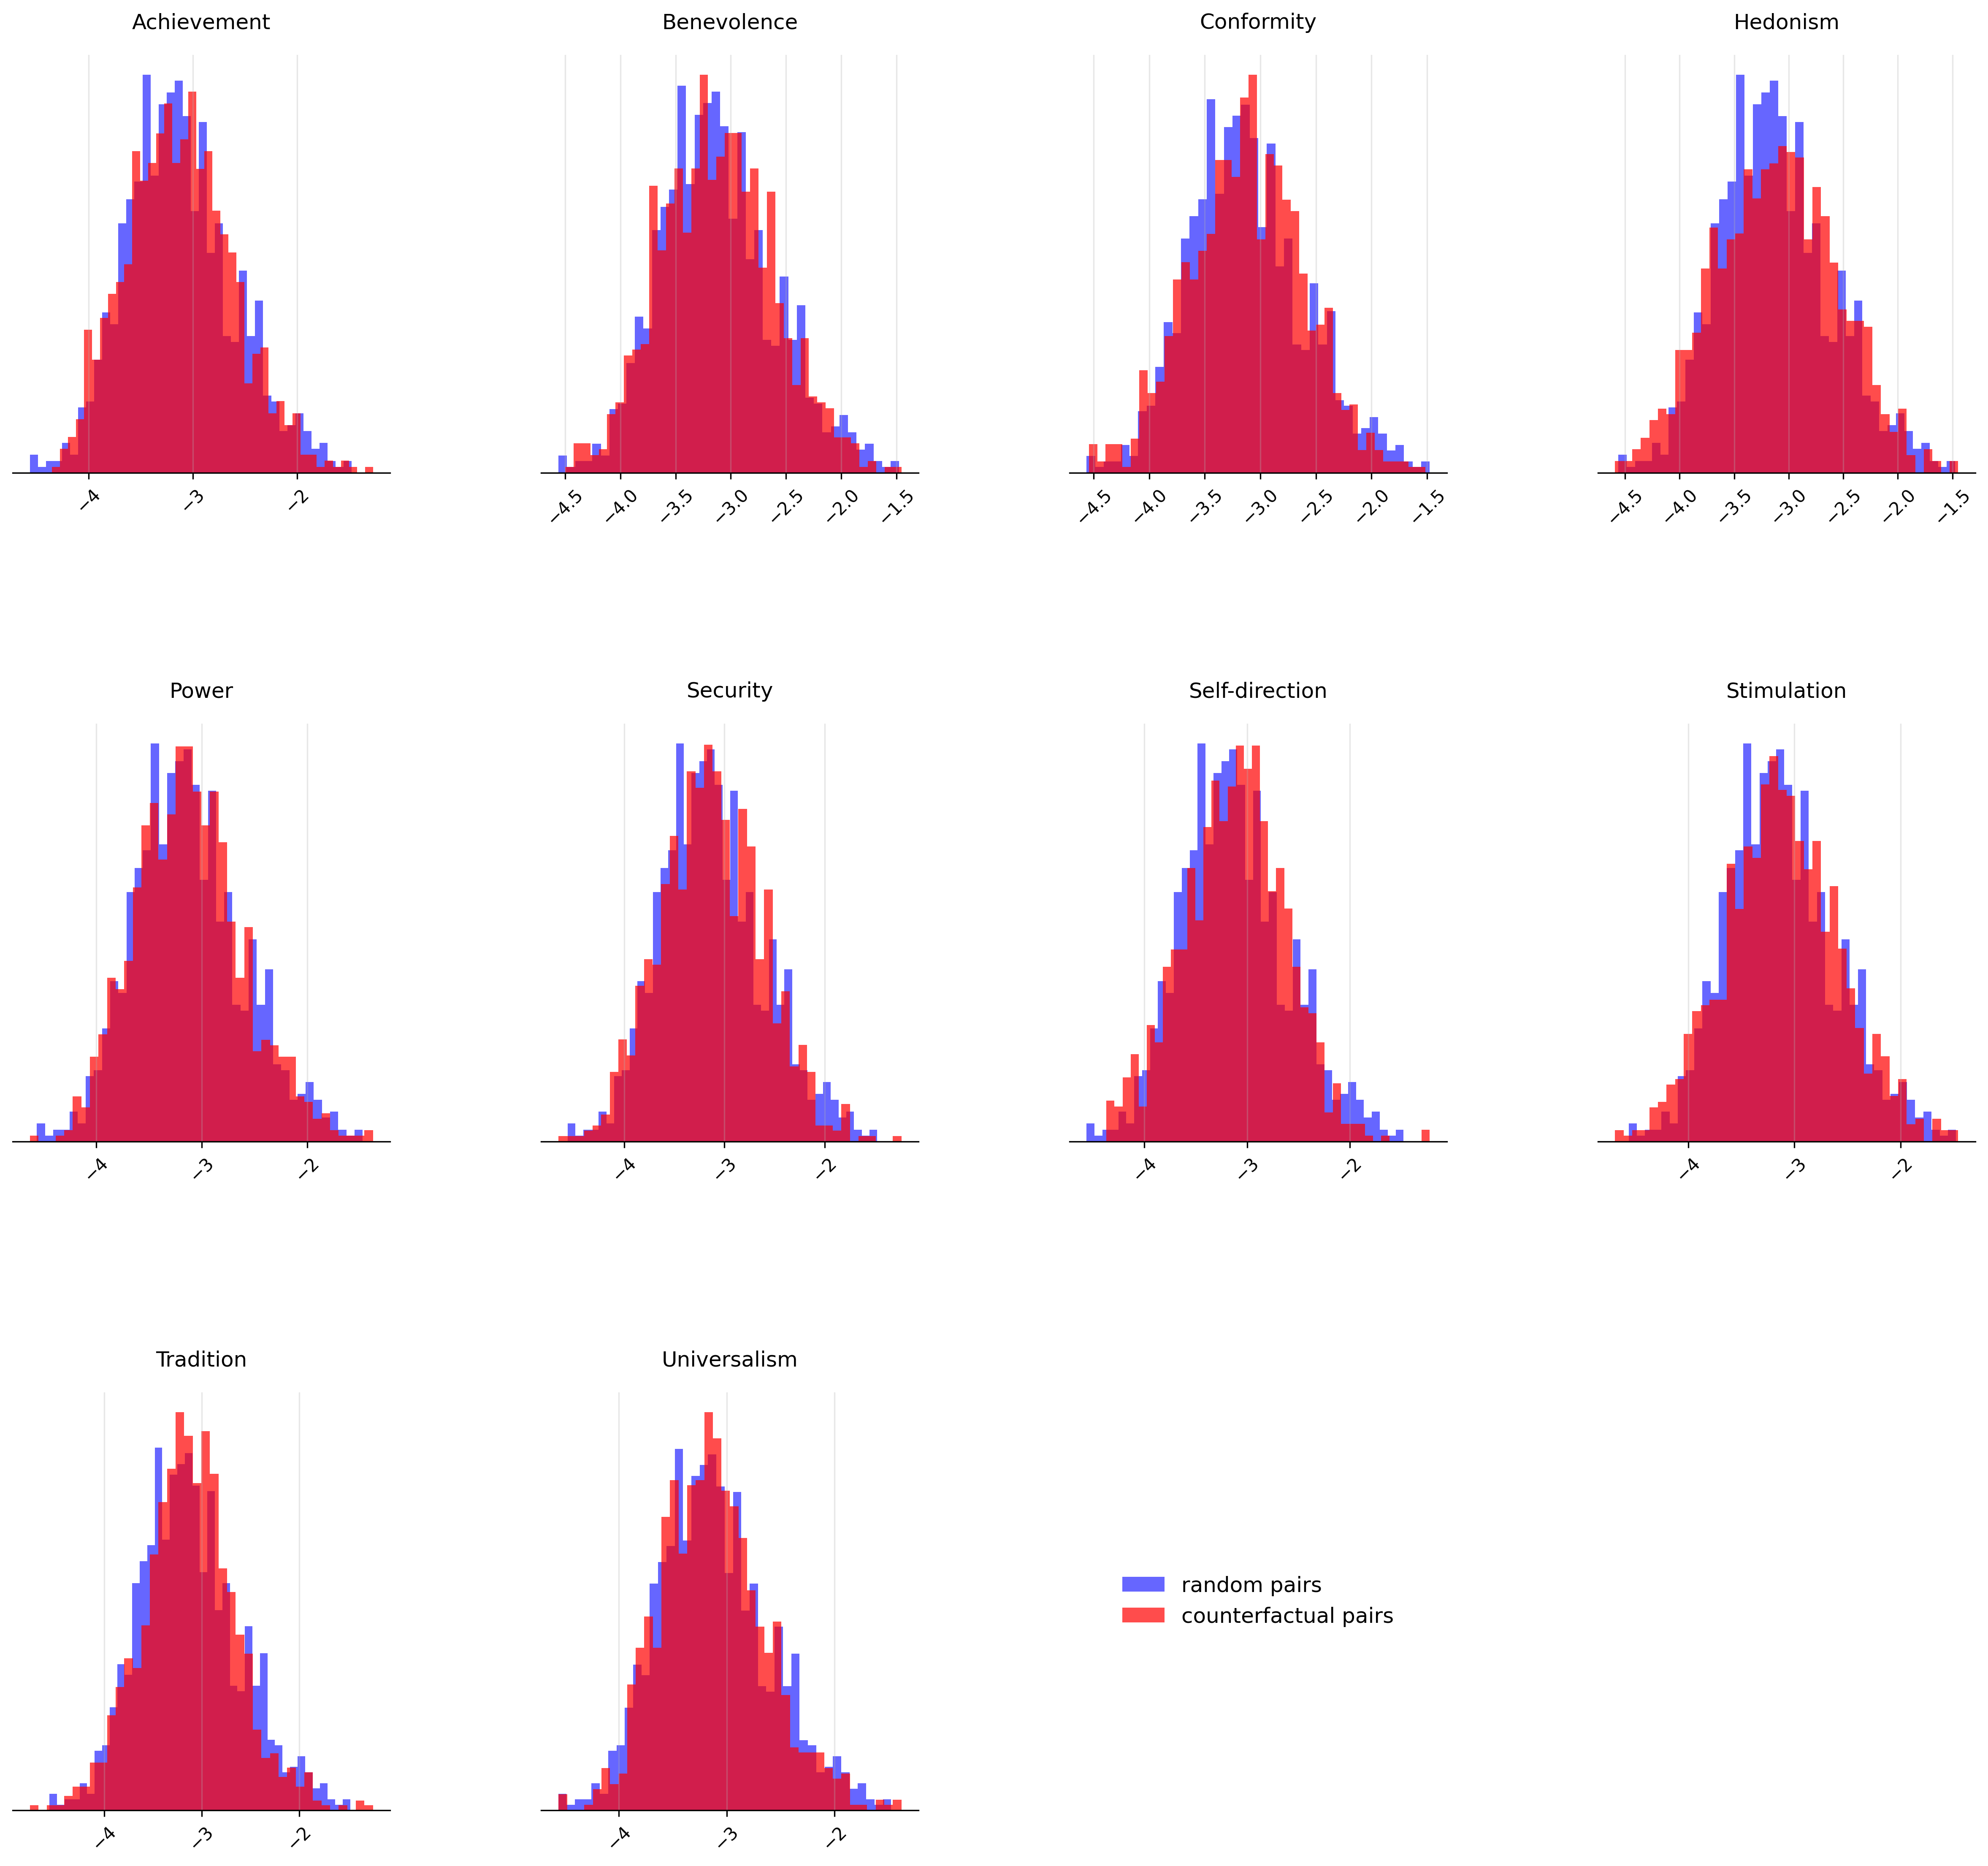 Achievement
Benevolence
Conformity
Hedonism
−4 −3 −2
−4.5 −4.0 −3.5 −3.0 −2.5 −2.0 −1.5
−4.5 −4.0 −3.5 −3.0 −2.5 −2.0 −1.5
−4.5 −4.0 −3.5 −3.0 −2.5 −2.0 −1.5
Power
Security
Self-direction
Stimulation
−4 −3 −2
−4 −3 −2
−4 −3 −2
−4 −3 −2
Tradition
Universalism
random pairs
counterfactual pairs
−4 −3 −2
−4 −3 −2